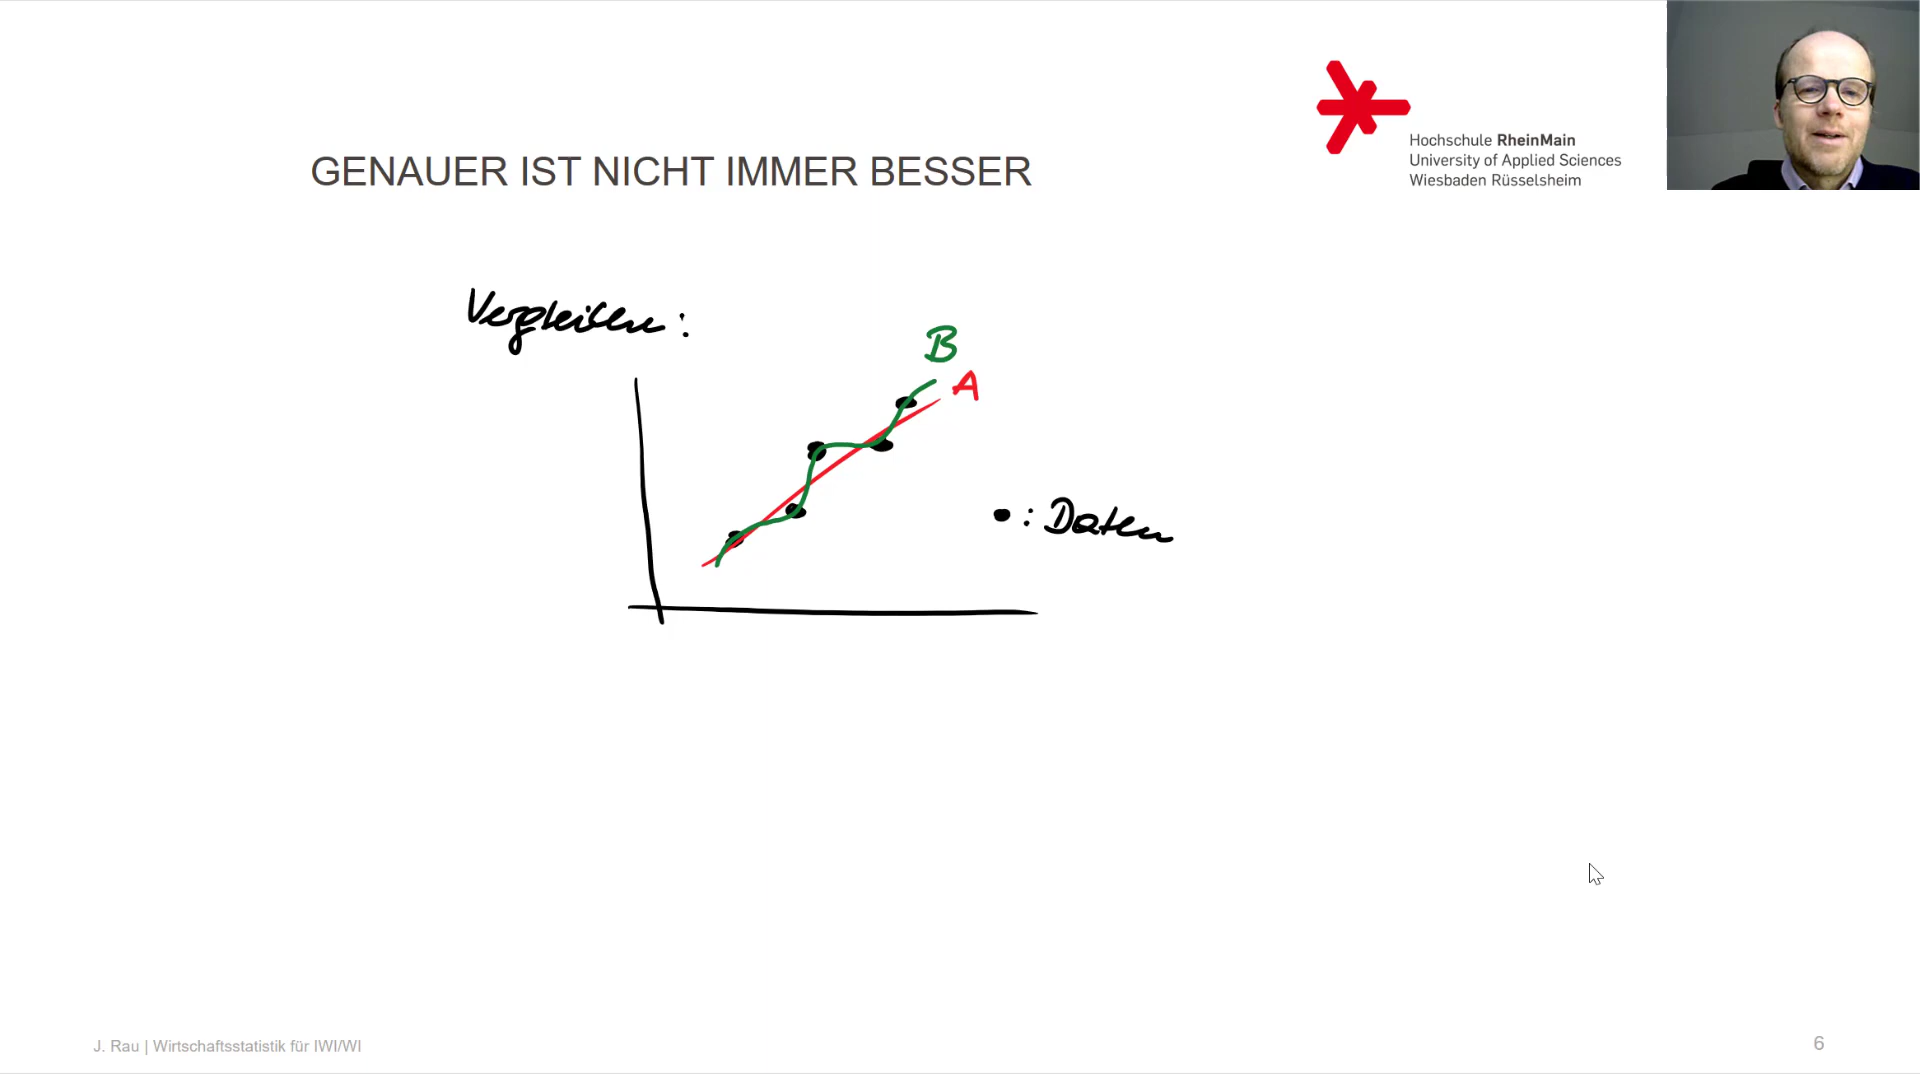 GENAUER IST NICHT IMMER BESSER
Hochschule RheinMain
University of Applied Sciences
Wiesbaden Rüsselsheim
Vergleichen :
B
A
: Daten
J. Rau | Wirtschaftsstatistik für IWI/WI
6